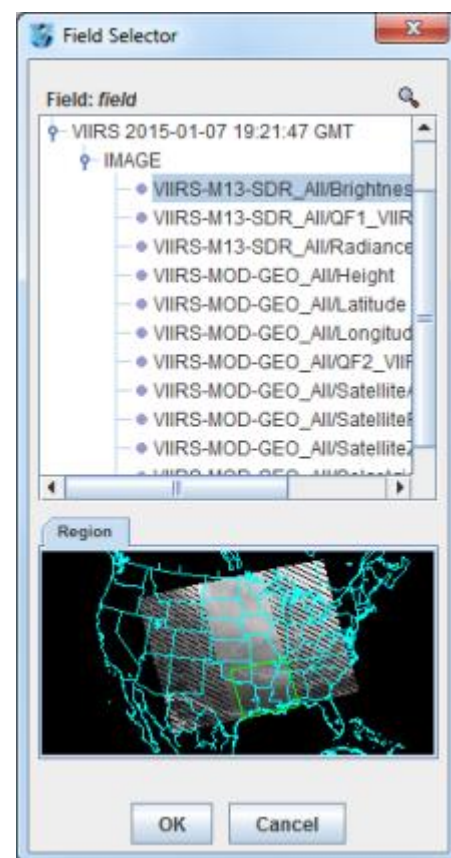 Field Selector
Field: field
VIIRS 2015-01-07 19:21:47 GMT
IMAGE
VIIRS-M13-SDR_All/Brightnes
VIIRS-M13-SDR_All/QF1_VIIR
VIIRS-M13-SDR_All/Radiance
VIIRS-MOD-GEO_All/Height
VIIRS-MOD-GEO_All/Latitude
VIIRS-MOD-GEO_All/Longitud
VIIRS-MOD-GEO_All/QF2_VIIF
VIIRS-MOD-GEO_All/Satellite
VIIRS-MOD-GEO_All/Satellite
VIIRS-MOD-GEO_All/SatelliteZ
Region
OK Cancel